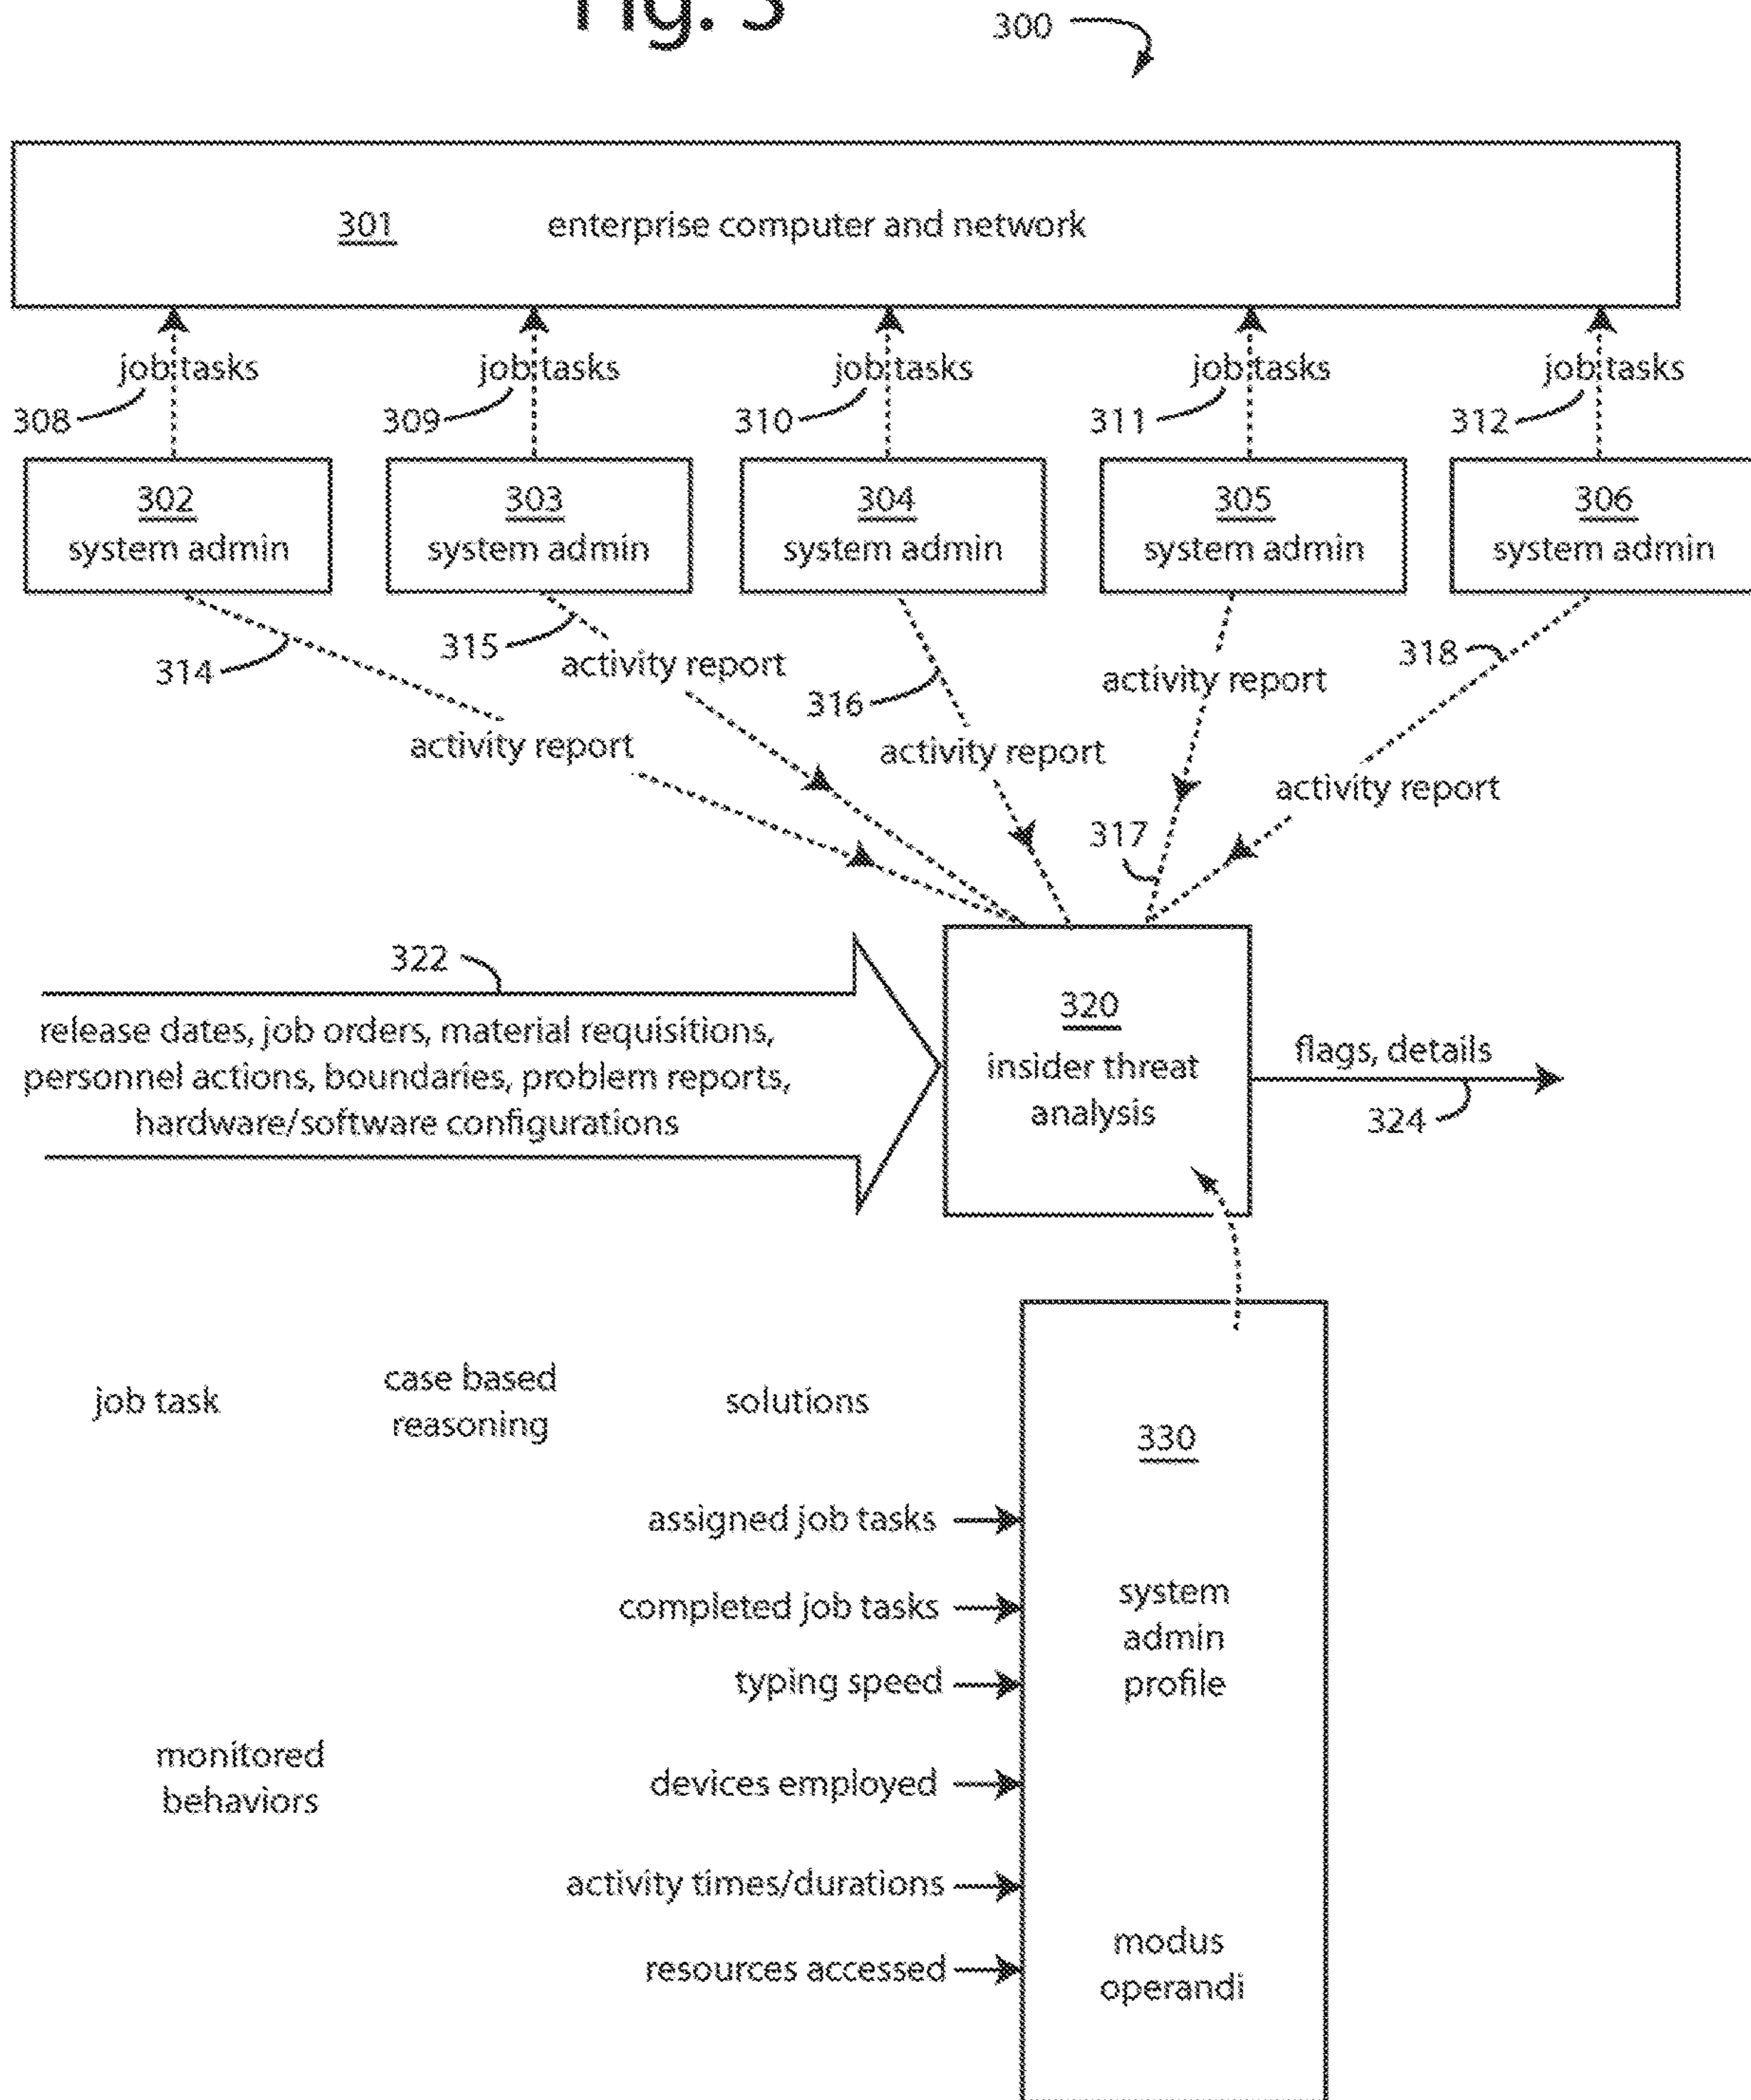 Fig. 3
300
301 enterprise computer and network
job tasks job tasks job tasks job tasks job tasks
308 309 310 311 312
302 303 304 305 306
system admin system admin system admin system admin system admin
314 315 activity report 316 activity report 318
activity report activity report activity report
317
322
release dates, job orders, material requisitions,
personnel actions, boundaries, problem reports,
hardware/software configurations
320
insider threat
analysis
flags, details
324
job task
case based
reasoning
solutions
330
assigned job tasks
completed job tasks
typing speed
devices employed
activity times/durations
resources accessed
system
admin
profile
monitored
behaviors
modus
operandi